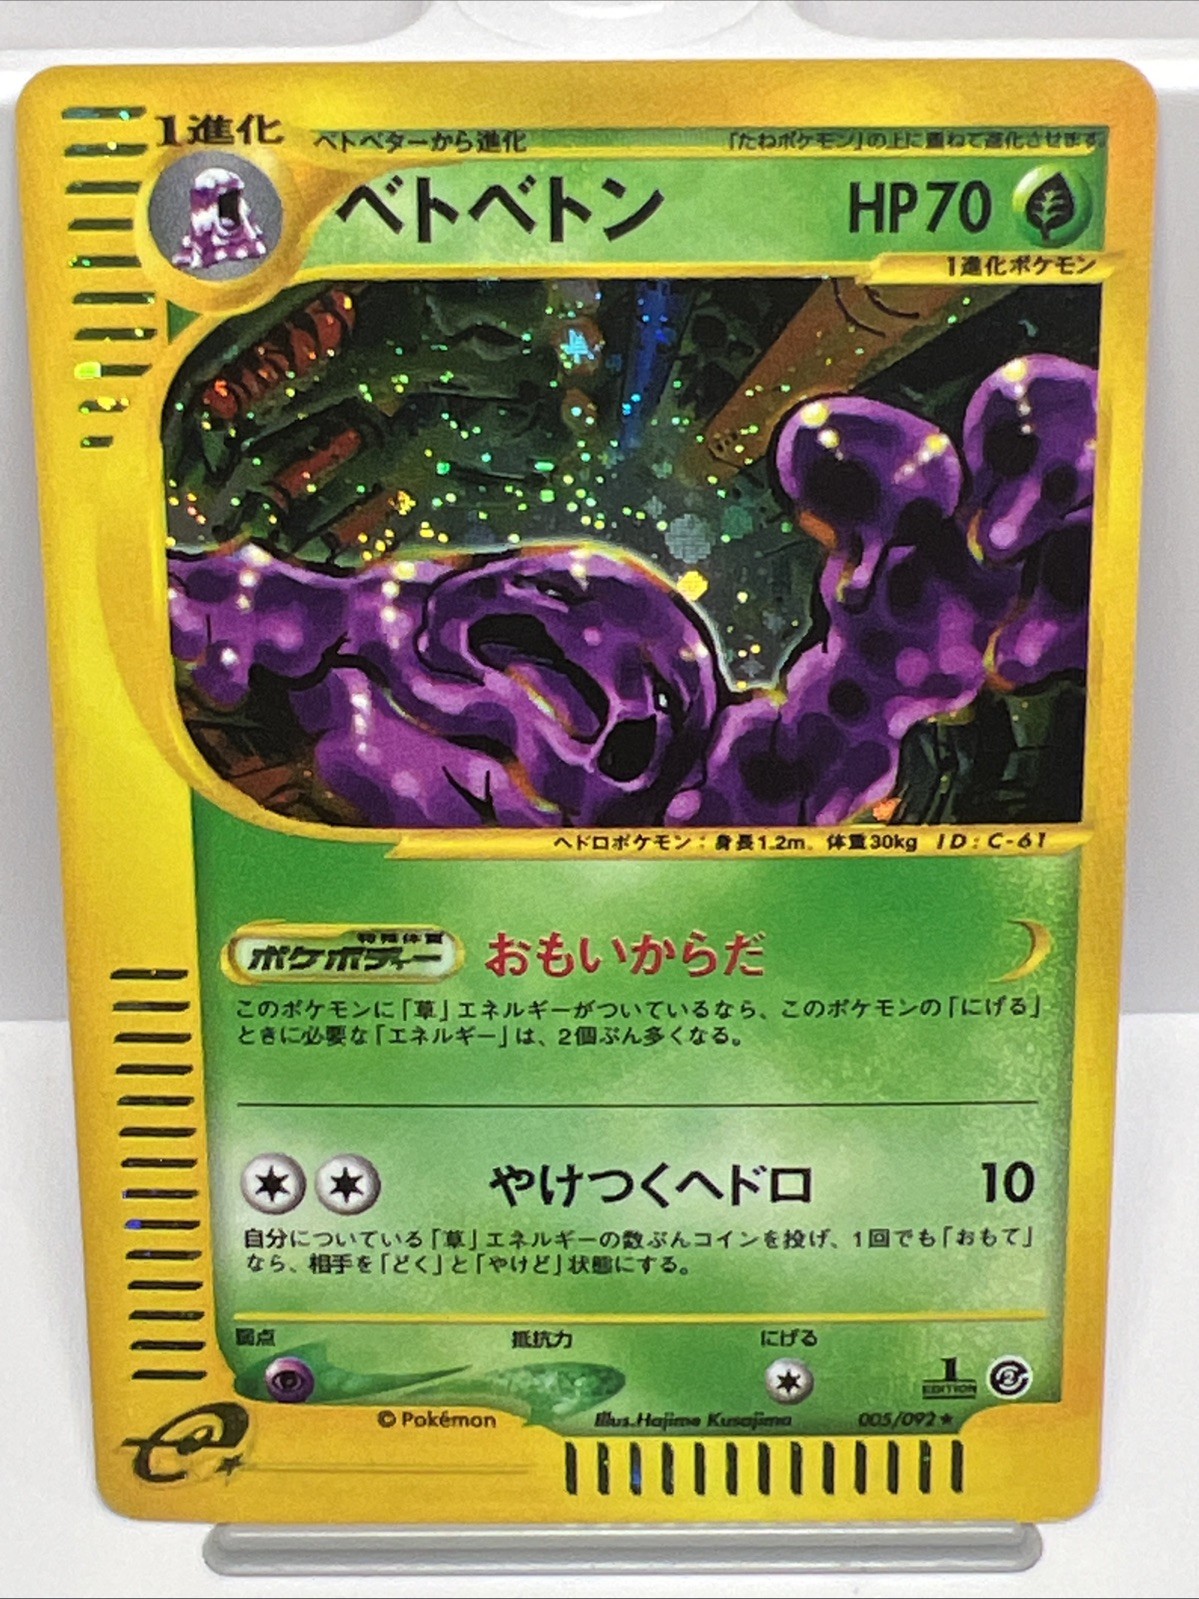 1進化
ベトベターから進化
「たねポケモン」の上に重ねて進化させます。
ベトベトン
HP70
1進化ポケモン
ヘドロポケモン：身長1.2m、体重30kg ID：C-61
特殊体質
ポケボディー
おもいからだ
このポケモンに「草」エネルギーがついているなら、このポケモンの「にげる」
ときに必要な「エネルギー」は、2個ぶん多くなる。
やけつくヘドロ
10
自分についている「草」エネルギーの数ぶんコインを投げ、1回でも「おもて」
なら、相手を「どく」と「やけど」状態にする。
弱点
抵抗力
にげる
1
EDITION
2
©Pokémon
Illus.Hajime Kusajima
005/092★
e